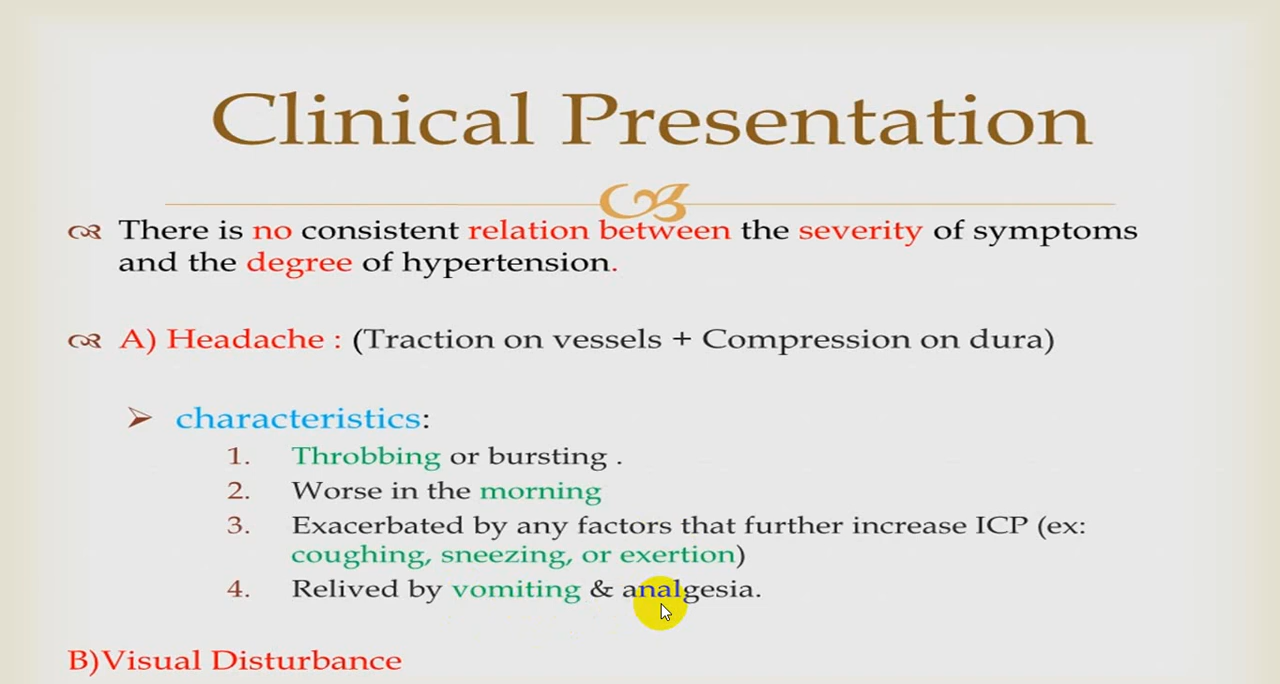 Clinical Presentation
There is no consistent relation between the severity of symptoms
and the degree of hypertension.
A) Headache : (Traction on vessels + Compression on dura)
characteristics:
1. Throbbing or bursting .
2. Worse in the morning
3. Exacerbated by any factors that further increase ICP (ex:
coughing, sneezing, or exertion)
4. Relived by vomiting & analgesia.
B)Visual Disturbance